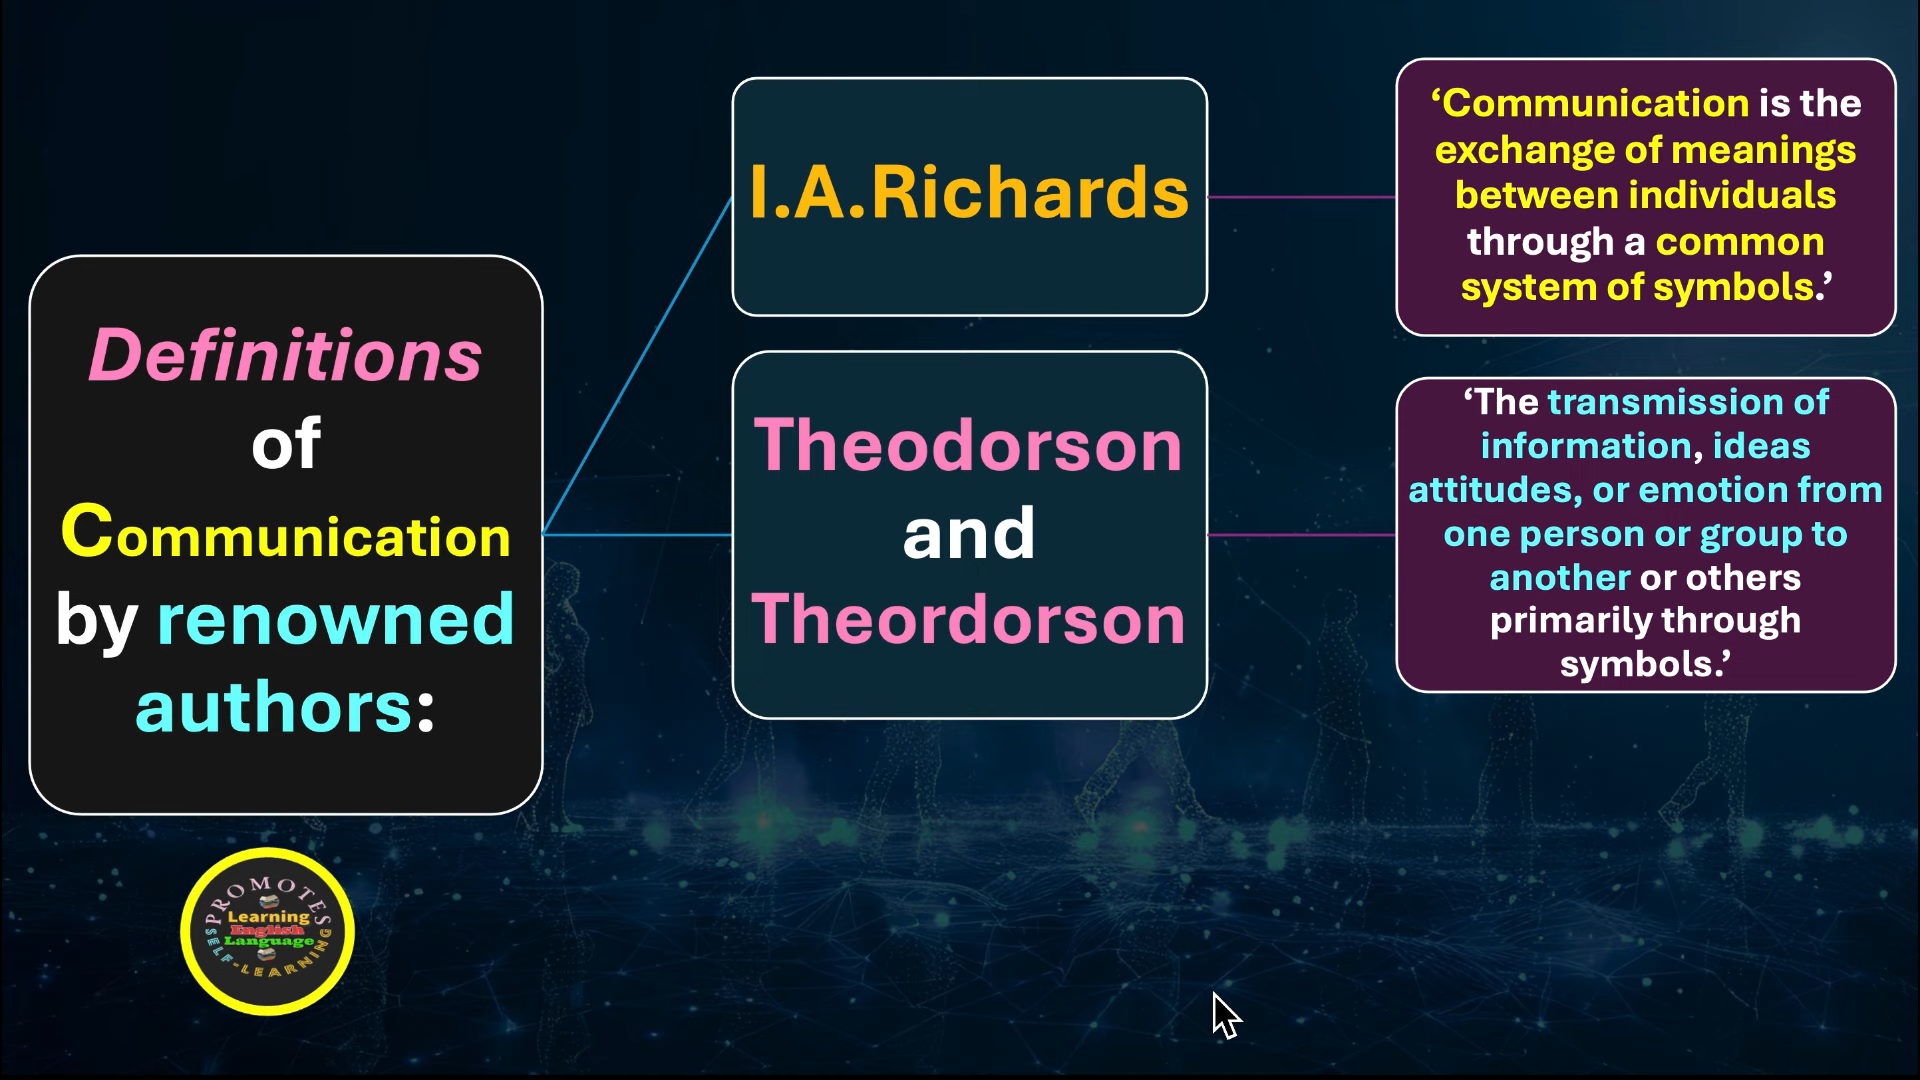 Definitions
of
Communication
by renowned
authors:
I.A.Richards
‘Communication is the
exchange of meanings
between individuals
through a common
system of symbols.’
Theodorson
and
Theordorson
‘The transmission of
information, ideas
attitudes, or emotion from
one person or group to
another or others
primarily through
symbols.’
PROMOTES
Learning
English
Language
SELF-LEARNING